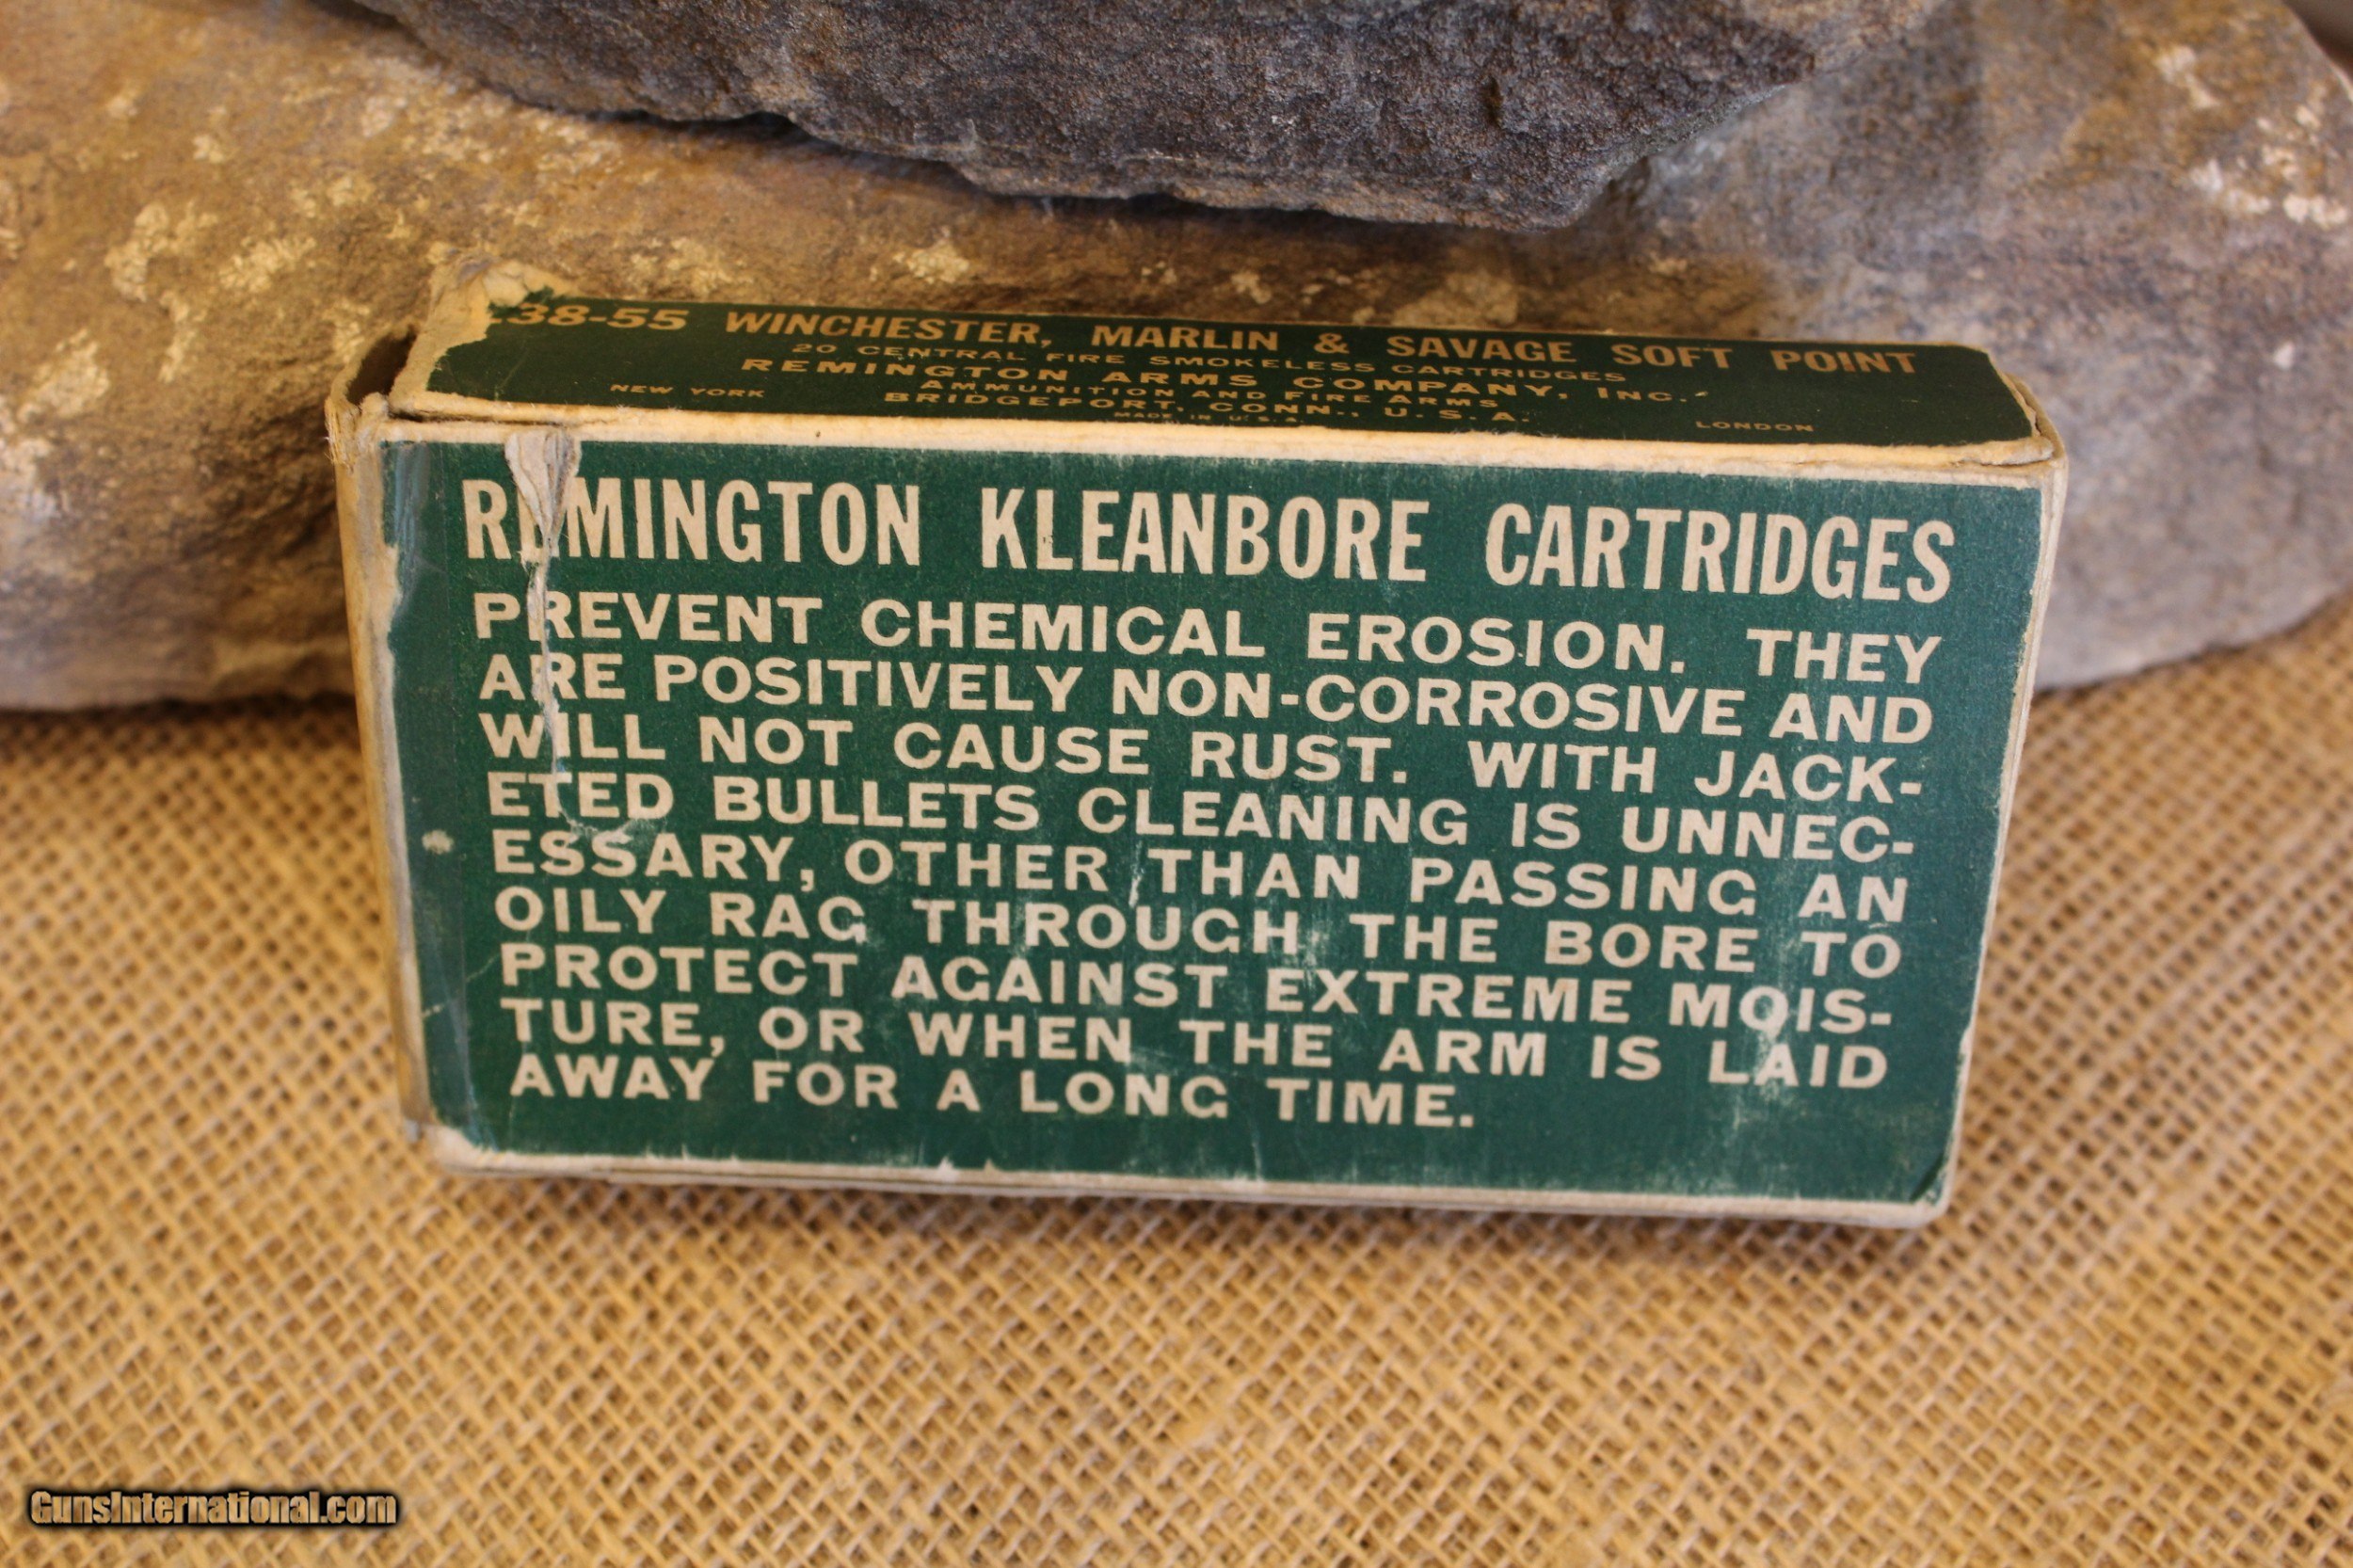 .38-55 WINCHESTER, MARLIN & SAVAGE SOFT POINT
20 CENTRAL FIRE SMOKELESS CARTRIDGES
REMINGTON ARMS COMPANY, INC.
AMMUNITION AND FIRE ARMS
NEW YORK BRIDGEPORT, CONN., U.S.A. LONDON
MADE IN U.S.A.
REMINGTON KLEANBORE CARTRIDGES
PREVENT CHEMICAL EROSION. THEY
ARE POSITIVELY NON-CORROSIVE AND
WILL NOT CAUSE RUST. WITH JACK-
ETED BULLETS CLEANING IS UNNEC-
ESSARY, OTHER THAN PASSING AN
OILY RAG THROUGH THE BORE TO
PROTECT AGAINST EXTREME MOIS-
TURE, OR WHEN THE ARM IS LAID
AWAY FOR A LONG TIME.
GunsInternational.com